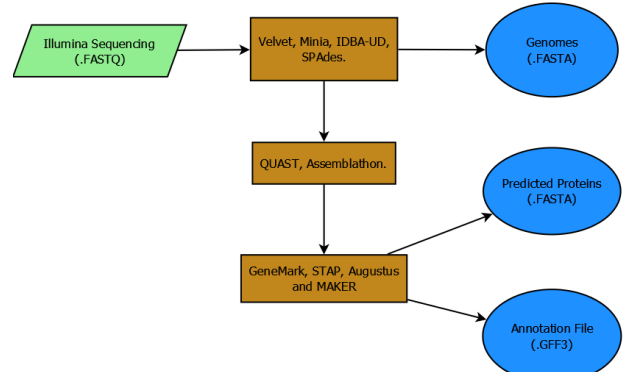 Illumina Sequencing
(.FASTQ)
Velvet, Minia, IDBA-UD,
SPAdes.
Genomes
(.FASTA)
QUAST, Assemblathon.
Predicted Proteins
(.FASTA)
GeneMark, STAP, Augustus
and MAKER
Annotation File
(.GFF3)